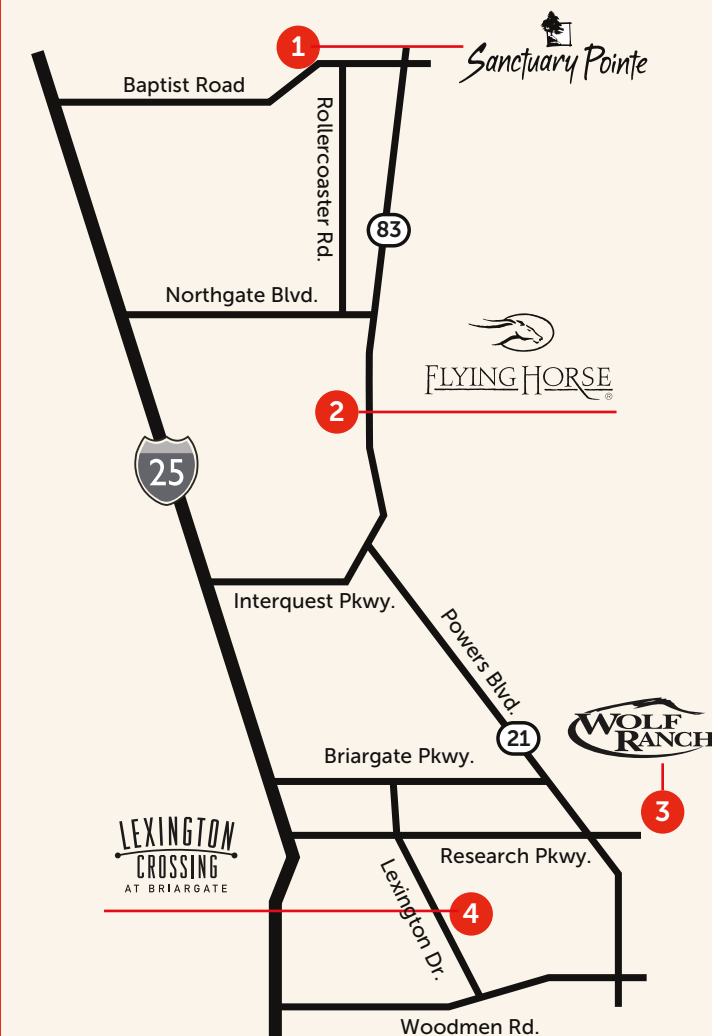 1
Sanctuary Pointe
Baptist Road
Rollercoaster Rd.
83
Northgate Blvd.
FLYING HORSE
®
2
25
Interquest Pkwy.
Powers Blvd.
21
WOLF
RANCH
Briargate Pkwy.
3
LEXINGTON
CROSSING
AT BRIARGATE
Research Pkwy.
Lexington Dr.
4
Woodmen Rd.